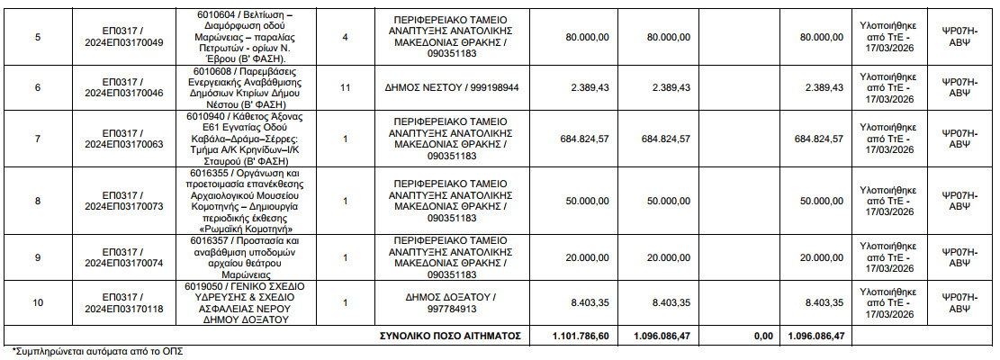 5
ΕΠ0317 /
2024ΕΠ03170049
6010604 / Βελτίωση –
Διαμόρφωση οδού
Μαρώνειας – παραλίας
Πετρωτών - ορίων Ν.
Έβρου (Β' ΦΑΣΗ).
4
ΠΕΡΙΦΕΡΕΙΑΚΟ ΤΑΜΕΙΟ
ΑΝΑΠΤΥΞΗΣ ΑΝΑΤΟΛΙΚΗΣ
ΜΑΚΕΔΟΝΙΑΣ ΘΡΑΚΗΣ /
090351183
80.000,00
80.000,00
80.000,00
Υλοποιήθηκε
από ΤτΕ -
17/03/2026
ΨΡ07Η-
ΑΒΨ
6
ΕΠ0317 /
2024ΕΠ03170046
6010608 / Παρεμβάσεις
Ενεργειακής Αναβάθμισης
Δημόσιων Κτιρίων Δήμου
Νέστου (Β' ΦΑΣΗ)
11
ΔΗΜΟΣ ΝΕΣΤΟΥ / 999198944
2.389,43
2.389,43
2.389,43
Υλοποιήθηκε
από ΤτΕ -
17/03/2026
ΨΡ07Η-
ΑΒΨ
7
ΕΠ0317 /
2024ΕΠ03170063
6010940 / Κάθετος Άξονας
Ε61 Εγνατίας Οδού
Καβάλα–Δράμα–Σέρρες:
Τμήμα Α/Κ Κρηνίδων–Ι/Κ
Σταυρού (Β' ΦΑΣΗ)
1
ΠΕΡΙΦΕΡΕΙΑΚΟ ΤΑΜΕΙΟ
ΑΝΑΠΤΥΞΗΣ ΑΝΑΤΟΛΙΚΗΣ
ΜΑΚΕΔΟΝΙΑΣ ΘΡΑΚΗΣ /
090351183
684.824,57
684.824,57
684.824,57
Υλοποιήθηκε
από ΤτΕ -
17/03/2026
ΨΡ07Η-
ΑΒΨ
8
ΕΠ0317 /
2024ΕΠ03170073
6016355 / Οργάνωση και
προετοιμασία επανέκθεσης
Αρχαιολογικού Μουσείου
Κομοτηνής – Δημιουργία
περιοδικής έκθεσης
«Ρωμαϊκή Κομοτηνή»
1
ΠΕΡΙΦΕΡΕΙΑΚΟ ΤΑΜΕΙΟ
ΑΝΑΠΤΥΞΗΣ ΑΝΑΤΟΛΙΚΗΣ
ΜΑΚΕΔΟΝΙΑΣ ΘΡΑΚΗΣ /
090351183
50.000,00
50.000,00
50.000,00
Υλοποιήθηκε
από ΤτΕ -
17/03/2026
ΨΡ07Η-
ΑΒΨ
9
ΕΠ0317 /
2024ΕΠ03170074
6016357 / Προστασία και
αναβάθμιση υποδομών
αρχαίου θεάτρου
Μαρώνειας
1
ΠΕΡΙΦΕΡΕΙΑΚΟ ΤΑΜΕΙΟ
ΑΝΑΠΤΥΞΗΣ ΑΝΑΤΟΛΙΚΗΣ
ΜΑΚΕΔΟΝΙΑΣ ΘΡΑΚΗΣ /
090351183
20.000,00
20.000,00
20.000,00
Υλοποιήθηκε
από ΤτΕ -
17/03/2026
ΨΡ07Η-
ΑΒΨ
10
ΕΠ0317 /
2024ΕΠ03170118
6019050 / ΓΕΝΙΚΟ ΣΧΕΔΙΟ
ΥΔΡΕΥΣΗΣ & ΣΧΕΔΙΟ
ΑΣΦΑΛΕΙΑΣ ΝΕΡΟΥ
ΔΗΜΟΥ ΔΟΞΑΤΟΥ
1
ΔΗΜΟΣ ΔΟΞΑΤΟΥ /
997784913
8.403,35
8.403,35
8.403,35
Υλοποιήθηκε
από ΤτΕ -
17/03/2026
ΨΡ07Η-
ΑΒΨ
ΣΥΝΟΛΙΚΟ ΠΟΣΟ ΑΙΤΗΜΑΤΟΣ
1.101.786,60
1.096.086,47
0,00
1.096.086,47
*Συμπληρώνεται αυτόματα από το ΟΠΣ